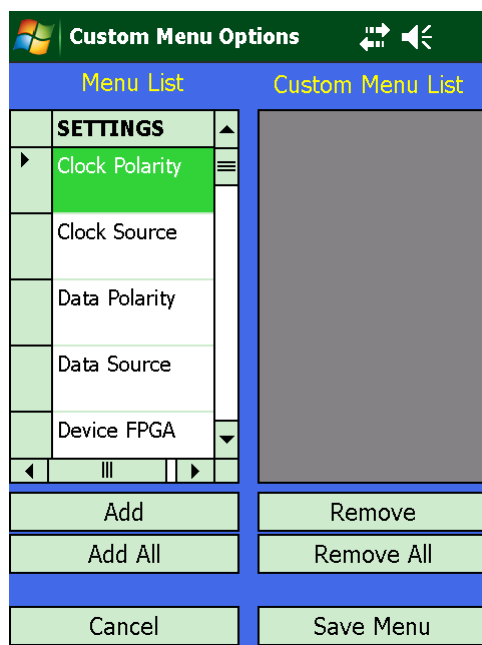 Custom Menu Options
Menu List
Custom Menu List
SETTINGS
Clock Polarity
Clock Source
Data Polarity
Data Source
Device FPGA
Add
Remove
Add All
Remove All
Cancel
Save Menu